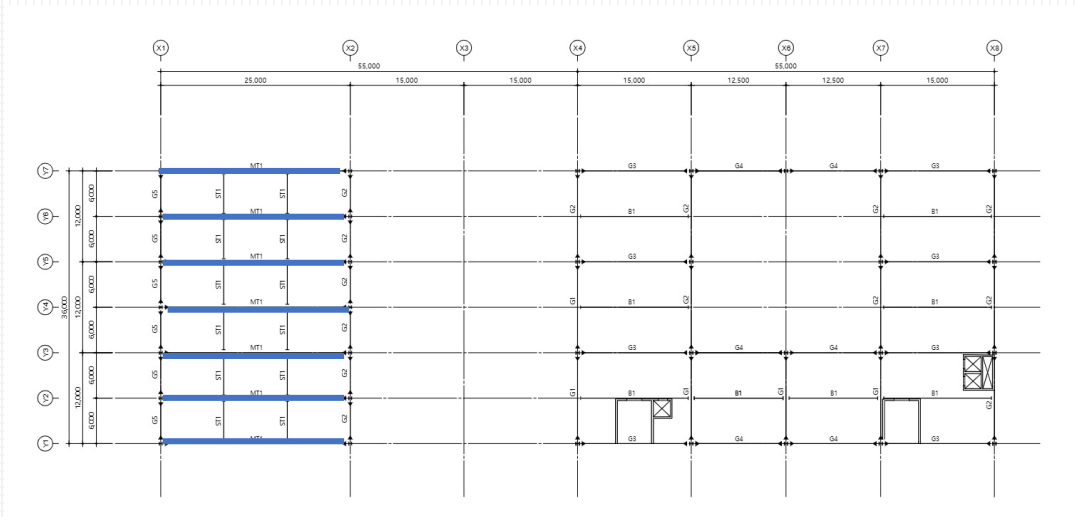 X1 X2 X3 X4 X5 X6 X7 X8
55,000 55,000
25,000 15,000 15,000 15,000 12,500 12,500 15,000
Y7 MT1 G3 G4 G4 G3
G5 ST1 ST1 G2
6,000
12,000
Y6 MT1 G2 B1 G2 G2 B1 G2
G5 ST1 ST1 G2
6,000
Y5 MT1 G3 G3
G5 ST1 ST1 G2
6,000
36,000 12,000
Y4 MT1 G1 B1 G2 G2 B1 G2
G5 ST1 ST1 G2
6,000
Y3 MT1 G3 G4 G4 G3
G5 ST1 ST1 G2
6,000
12,000
Y2 MT1 G1 B1 G1 B1 B1 G1 B1 G2
G5 ST1 ST1 G2
6,000
Y1 MT1 G3 G4 G4 G3